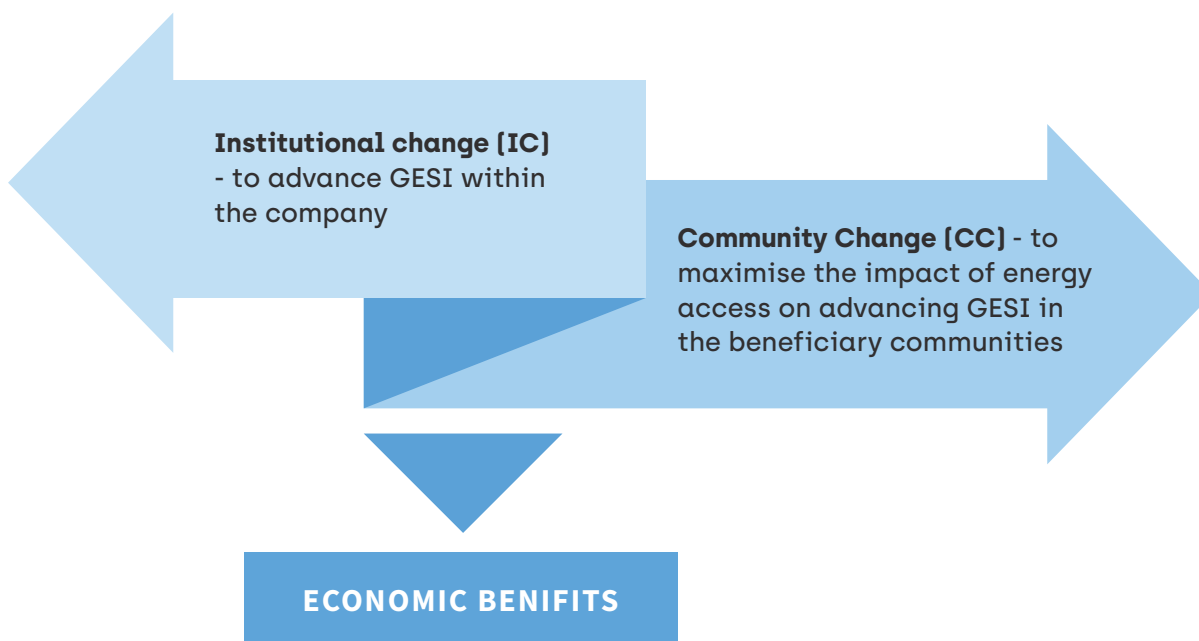 Institutional change (IC)
- to advance GESI within
the company
Community Change (CC) - to
maximise the impact of energy
access on advancing GESI in
the beneficiary communities
ECONOMIC BENIFITS